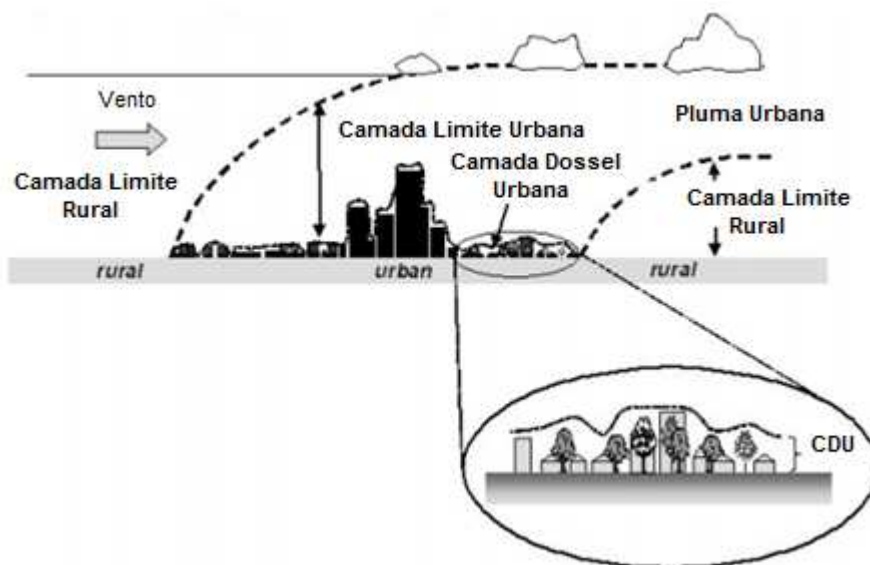 Vento
Camada Limite
Rural
Camada Limite Urbana
Camada Dossel
Urbana
Pluma Urbana
Camada Limite
Rural
rural
urban
rural
CDU